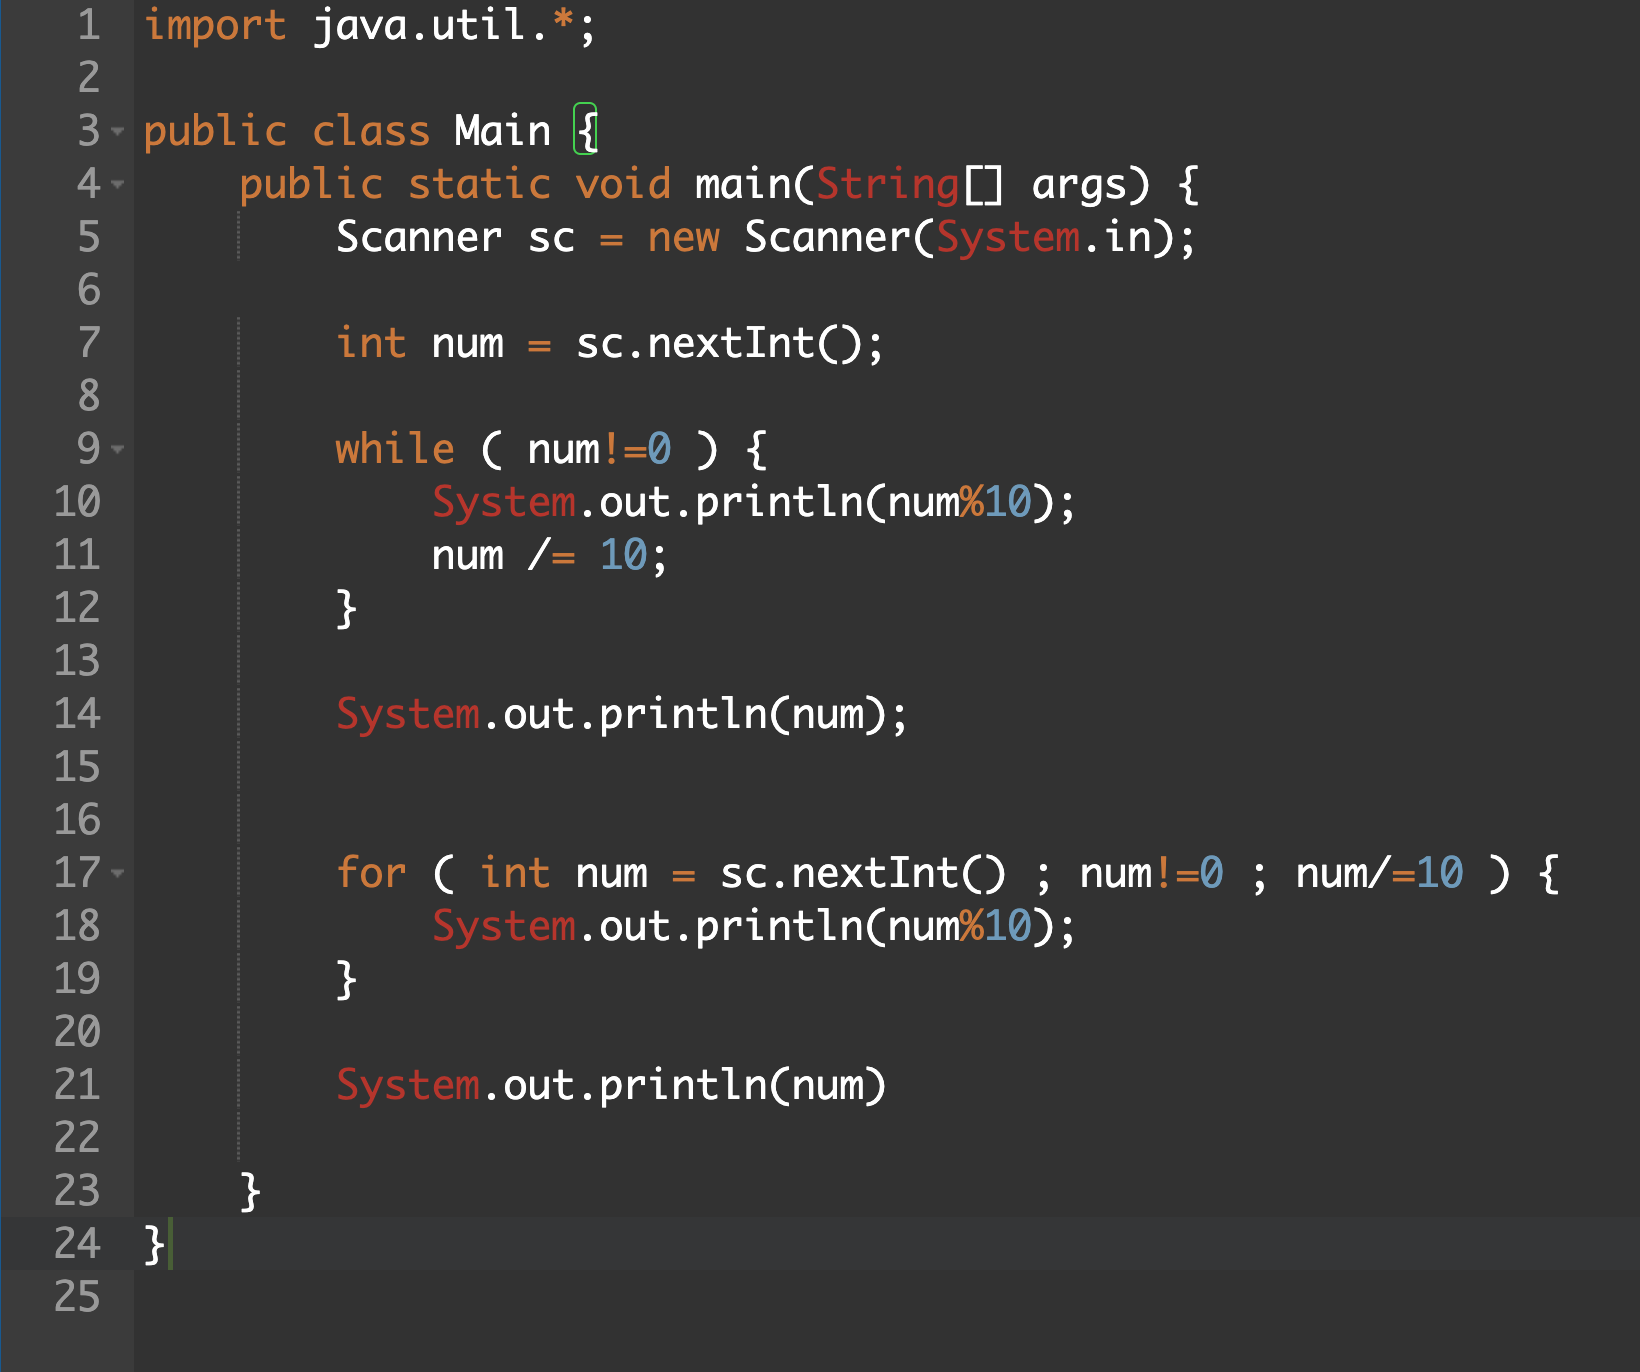 1 import java.util.*;
2
3 public class Main {
4     public static void main(String[] args) {
5         Scanner sc = new Scanner(System.in);
6
7         int num = sc.nextInt();
8
9         while ( num!=0 ) {
10             System.out.println(num%10);
11             num /= 10;
12         }
13
14         System.out.println(num);
15
16
17         for ( int num = sc.nextInt() ; num!=0 ; num/=10 ) {
18             System.out.println(num%10);
19         }
20
21         System.out.println(num)
22
23     }
24 }
25